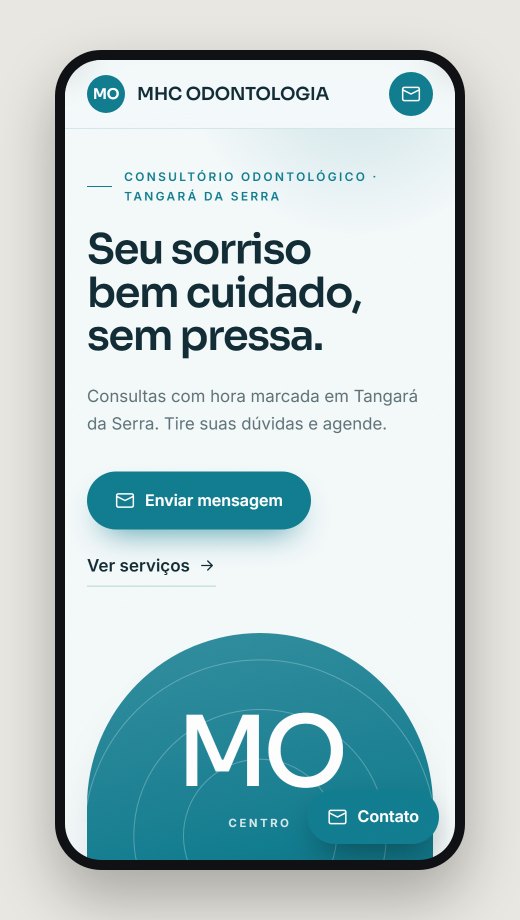 MO MHC ODONTOLOGIA
CONSULTÓRIO ODONTOLÓGICO ·
TANGARÁ DA SERRA
Seu sorriso
bem cuidado,
sem pressa.
Consultas com hora marcada em Tangará
da Serra. Tire suas dúvidas e agende.
Enviar mensagem
Ver serviços →
MO
CENTRO
Contato